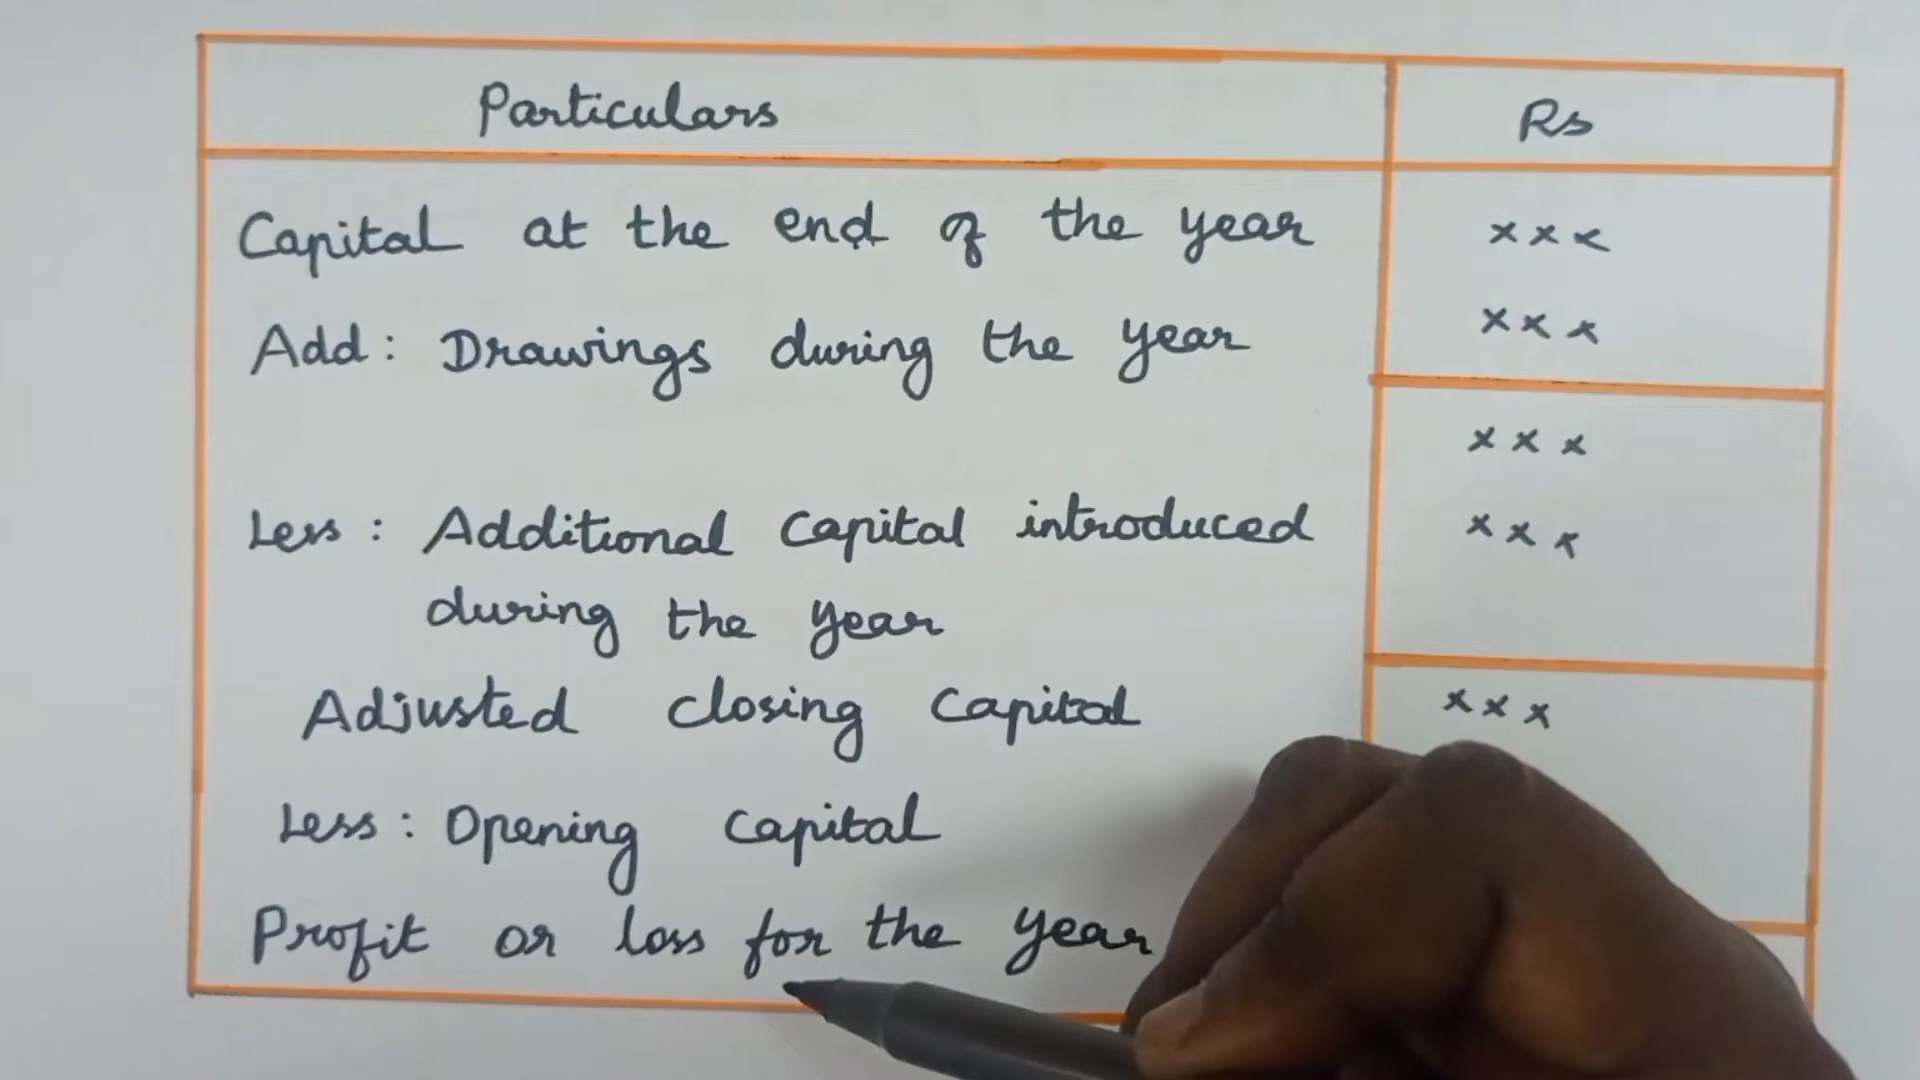 Particulars Rs
Capital at the end of the year xxx
Add: Drawings during the year xxx
xxx
Less: Additional capital introduced xxx
during the year
Adjusted closing capital xxx
Less: Opening capital
Profit or loss for the year